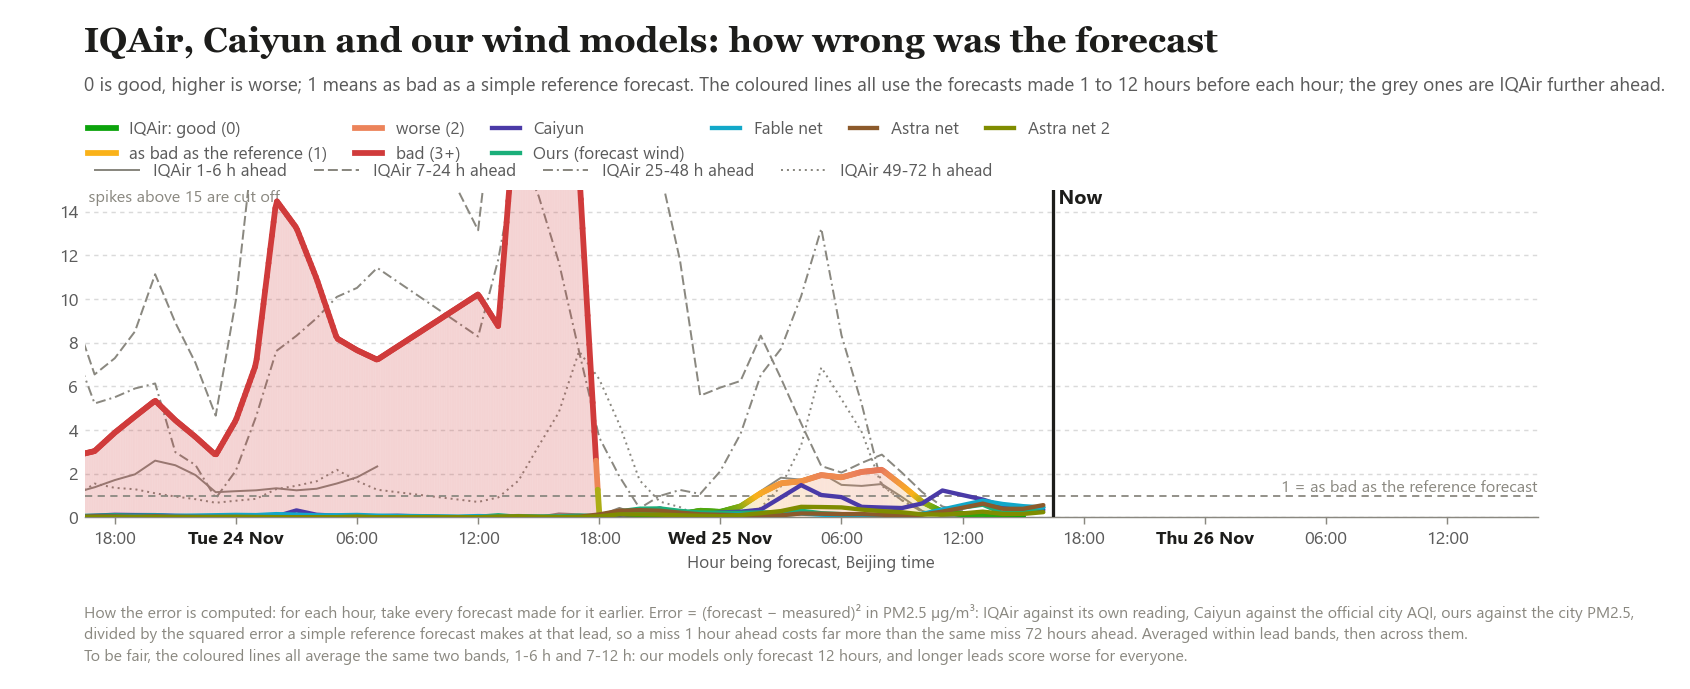 IQAir, Caiyun and our wind models: how wrong was the forecast
0 is good, higher is worse; 1 means as bad as a simple reference forecast. The coloured lines all use the forecasts made 1 to 12 hours before each hour; the grey ones are IQAir further ahead.
IQAir: good (0) worse (2) Caiyun Fable net Astra net Astra net 2
as bad as the reference (1) bad (3+) Ours (forecast wind)
IQAir 1-6 h ahead IQAir 7-24 h ahead IQAir 25-48 h ahead IQAir 49-72 h ahead
spikes above 15 are cut off
Now
14
12
10
8
6
4
2
0
1 = as bad as the reference forecast
18:00 Tue 24 Nov 06:00 12:00 18:00 Wed 25 Nov 06:00 12:00 18:00 Thu 26 Nov 06:00 12:00
Hour being forecast, Beijing time
How the error is computed: for each hour, take every forecast made for it earlier. Error = (forecast − measured)² in PM2.5 µg/m³: IQAir against its own reading, Caiyun against the official city AQI, ours against the city PM2.5,
divided by the squared error a simple reference forecast makes at that lead, so a miss 1 hour ahead costs far more than the same miss 72 hours ahead. Averaged within lead bands, then across them.
To be fair, the coloured lines all average the same two bands, 1-6 h and 7-12 h: our models only forecast 12 hours, and longer leads score worse for everyone.